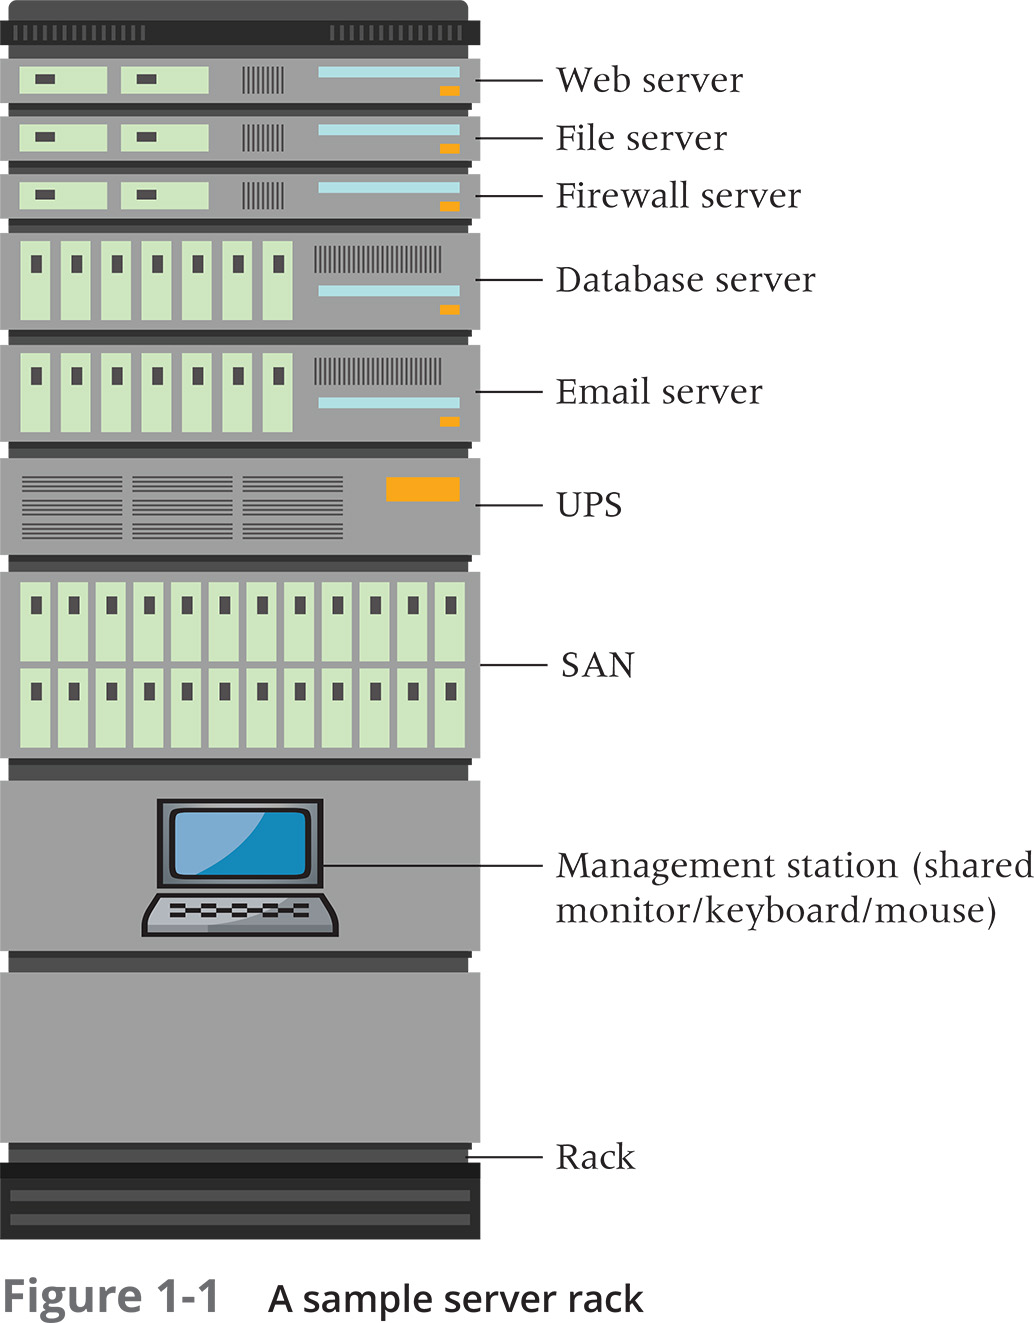 Web server
File server
Firewall server
Database server
Email server
UPS
SAN
Management station (shared
monitor/keyboard/mouse)
Rack
Figure 1-1 A sample server rack